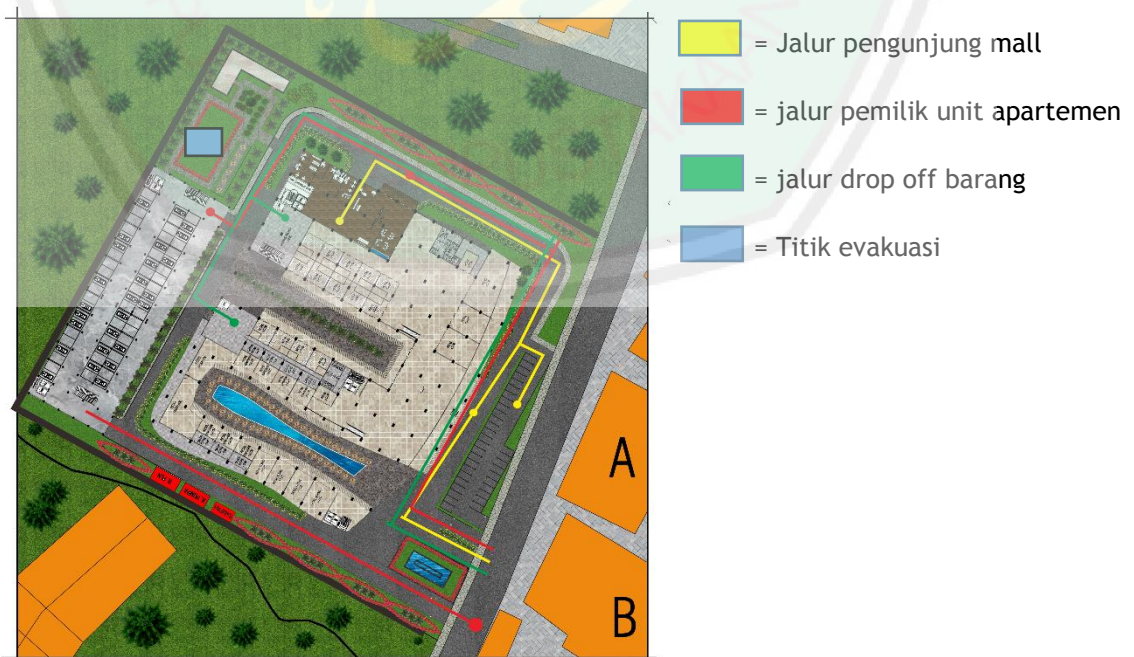 = Jalur pengunjung mall
= jalur pemilik unit apartemen
= jalur drop off barang
= Titik evakuasi
A
B